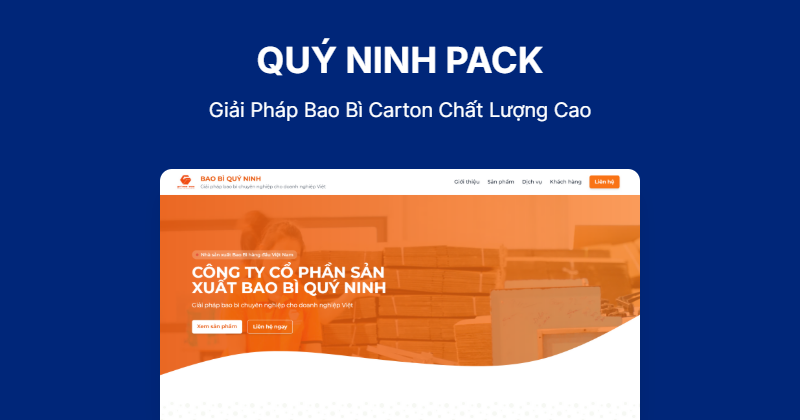 QUÝ NINH PACK
Giải Pháp Bao Bì Carton Chất Lượng Cao
BAO BÌ QUÝ NINH
Giải pháp bao bì chuyên nghiệp cho doanh nghiệp Việt
Giới thiệu Sản phẩm Dịch vụ Khách hàng Liên hệ
Nhà sản xuất Bao Bì hàng đầu Việt Nam
CÔNG TY CỔ PHẦN SẢN
XUẤT BAO BÌ QUÝ NINH
Giải pháp bao bì chuyên nghiệp cho doanh nghiệp Việt
Xem sản phẩm Liên hệ ngay